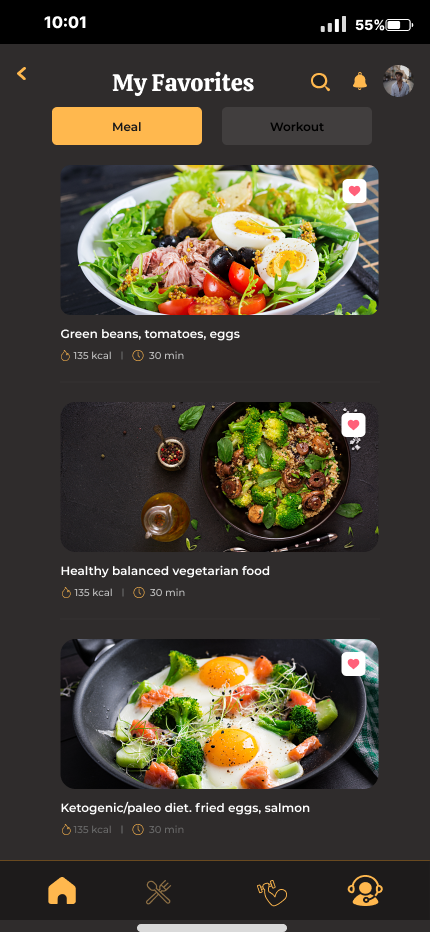 10:01
55%
My Favorites
Meal
Workout
Green beans, tomatoes, eggs
135 kcal | 30 min
Healthy balanced vegetarian food
135 kcal | 30 min
Ketogenic/paleo diet. fried eggs, salmon
135 kcal | 30 min